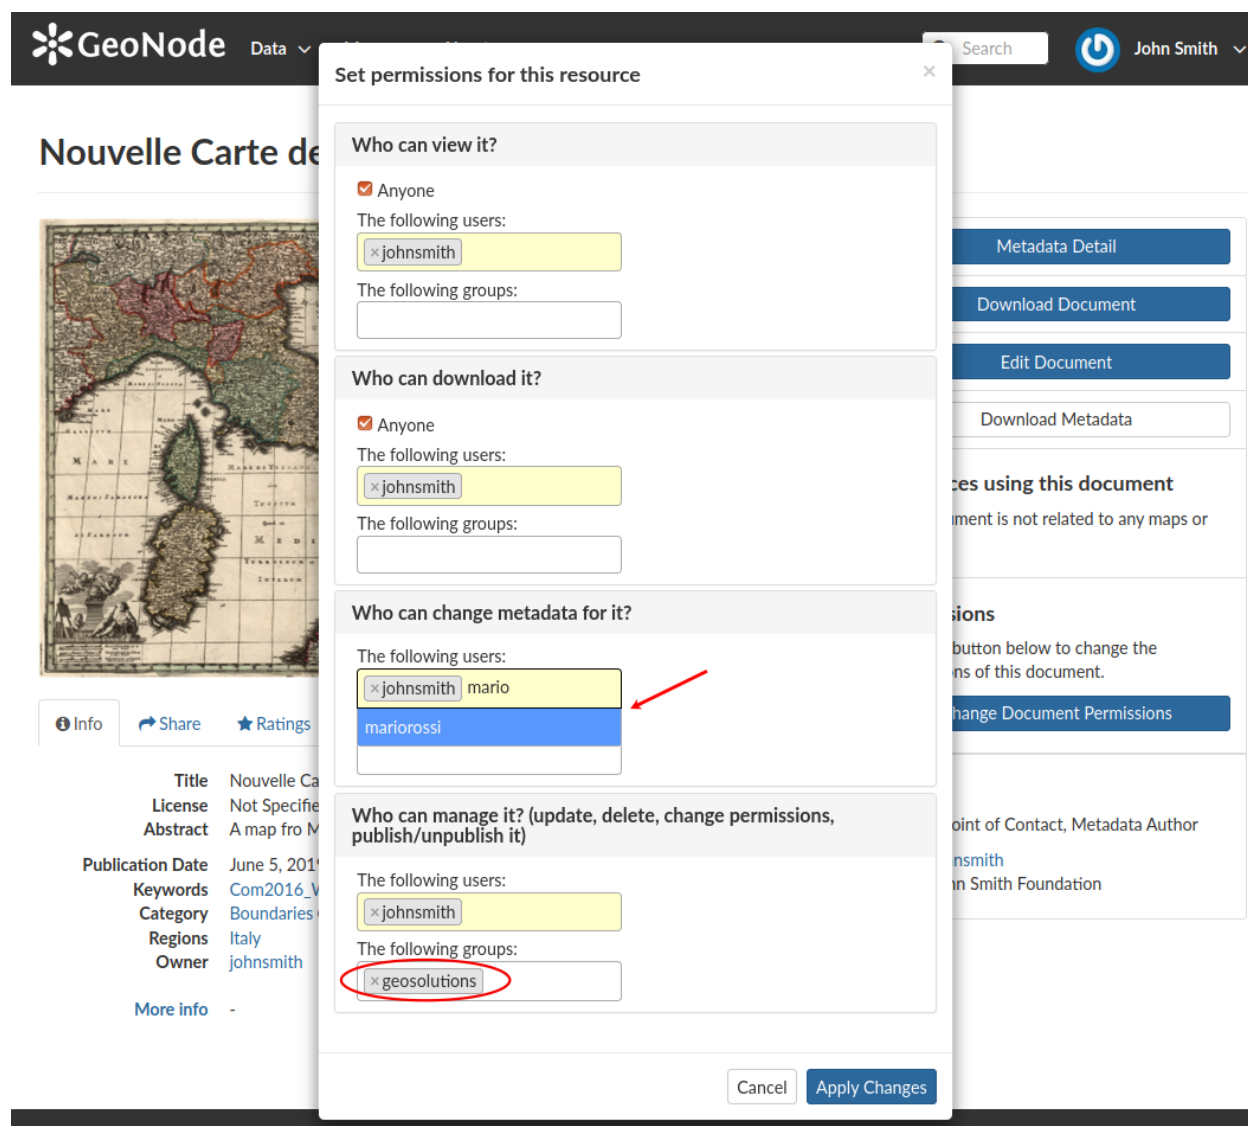 GeoNode
Data
Search
John Smith
Set permissions for this resource
×
Nouvelle Carte de
Who can view it?
Anyone
The following users:
×johnsmith
The following groups:
Who can download it?
Anyone
The following users:
×johnsmith
The following groups:
Who can change metadata for it?
The following users:
×johnsmith mario
mariorossi
Who can manage it? (update, delete, change permissions,
publish/unpublish it)
The following users:
×johnsmith
The following groups:
×geosolutions
Cancel
Apply Changes
Metadata Detail
Download Document
Edit Document
Download Metadata
ces using this document
ument is not related to any maps or
sions
button below to change the
ns of this document.
hange Document Permissions
oint of Contact, Metadata Author
nsmith
hn Smith Foundation
Info
Share
Ratings
Title Nouvelle Ca
License Not Specifie
Abstract A map fro M
Publication Date June 5, 201
Keywords Com2016_
Category Boundaries
Regions Italy
Owner johnsmith
More info -